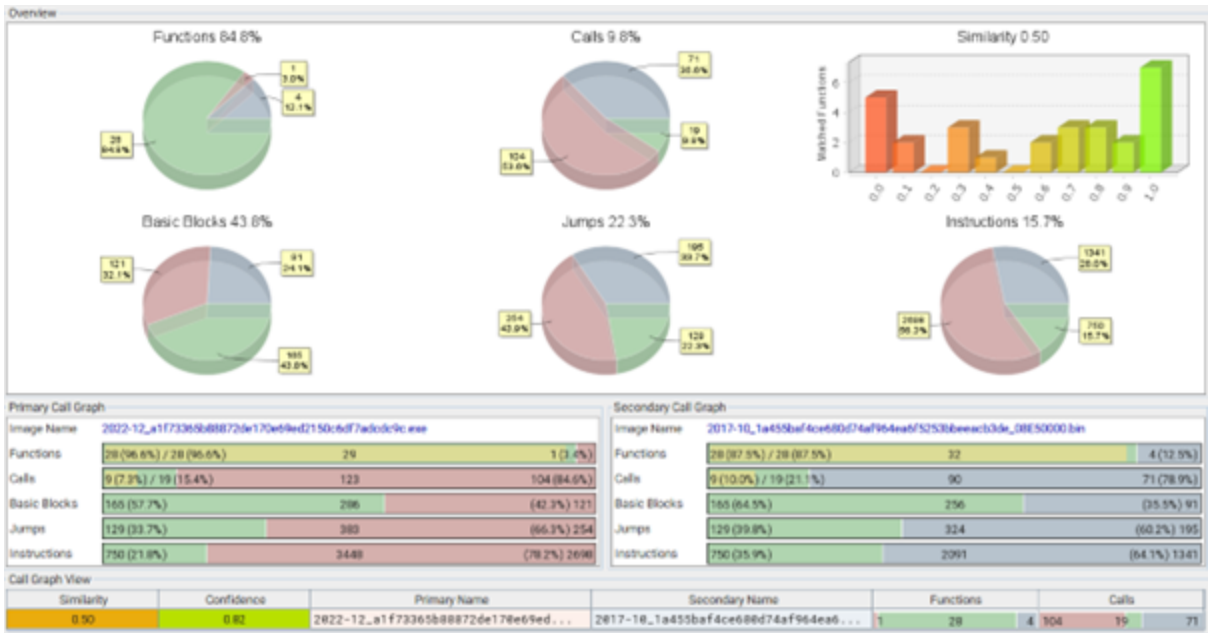 Overview
Functions 84.8%
Calls 9.8%
Similarity 0.50
1
3.0%
4
12.1%
28
84.8%
71
36.6%
19
9.8%
104
53.6%
Matched Functions
6
4
2
0
0.0 0.1 0.2 0.3 0.4 0.5 0.6 0.7 0.8 0.9 1.0
Basic Blocks 43.8%
Jumps 22.3%
Instructions 15.7%
121
32.1%
91
24.1%
165
43.8%
195
33.7%
254
43.9%
129
22.3%
1341
28.0%
2698
56.3%
750
15.7%
Primary Call Graph
Image Name
Functions 28 (96.6%) / 28 (96.6%) 29 1 (3.4%)
Calls 9 (7.3%) / 19 (15.4%) 123 104 (84.6%)
Basic Blocks 165 (57.7%) 286 (42.3%) 121
Jumps 129 (33.7%) 383 (66.3%) 254
Instructions 750 (21.8%) 3448 (78.2%) 2698
Secondary Call Graph
Image Name
Functions 28 (87.5%) / 28 (87.5%) 32 4 (12.5%)
Calls 9 (10.0%) / 19 (21.1%) 90 71 (78.9%)
Basic Blocks 165 (64.5%) 256 (35.5%) 91
Jumps 129 (39.8%) 324 (60.2%) 195
Instructions 750 (35.9%) 2091 (64.1%) 1341
Call Graph View
Similarity Confidence Primary Name Secondary Name Functions Calls
0.50 0.82 2022-12_a1f73365b88872de170e69ed... 2017-10_1a455baf4ce680d74af964ea6... 1 28 4 104 19 71